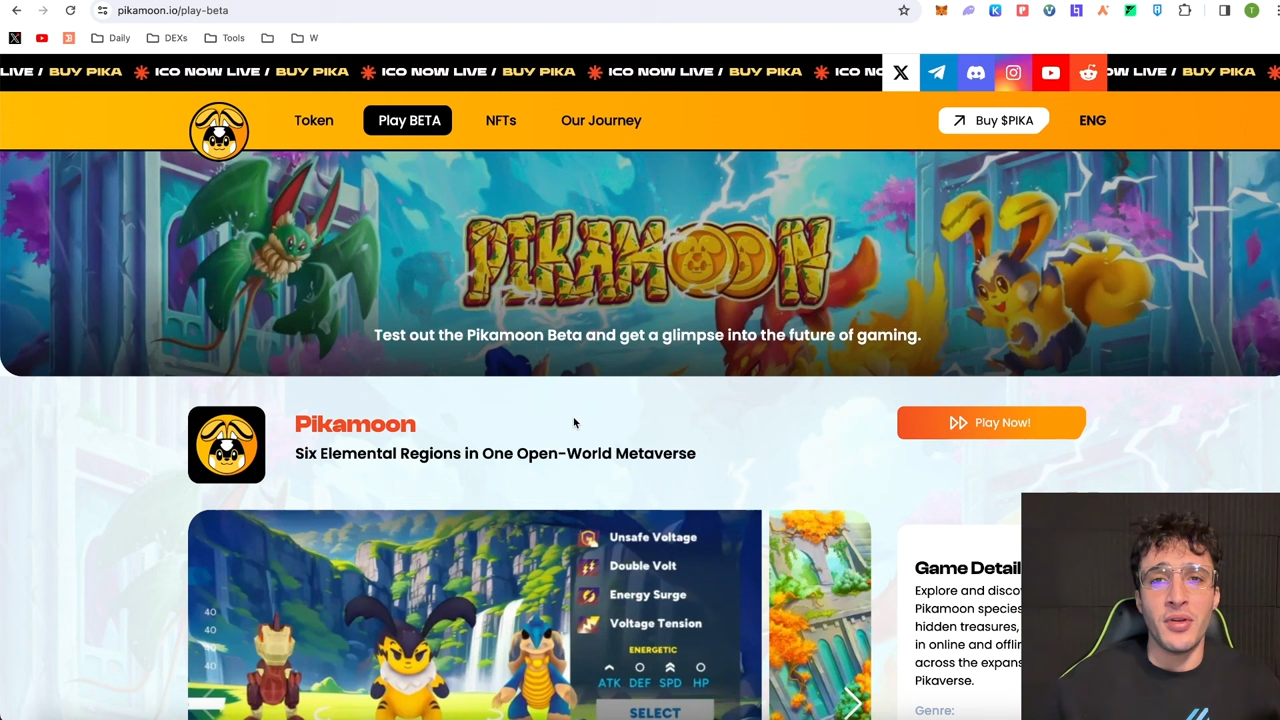 pikamoon.io/play-beta
T
Daily
DEXs
Tools
W
LIVE / BUY PIKA ICO NOW LIVE / BUY PIKA ICO NOW LIVE / BUY PIKA ICO NOW LIVE / BUY PIKA ICO NO OW LIVE / BUY PIKA
Token
Play BETA
NFTs
Our Journey
Buy $PIKA
ENG
PIKAMOON
Test out the Pikamoon Beta and get a glimpse into the future of gaming.
Pikamoon
Six Elemental Regions in One Open-World Metaverse
Play Now!
Unsafe Voltage
Double Volt
Energy Surge
Voltage Tension
ENERGETIC
ATK DEF SPD HP
SELECT
40
40
30
40
Game Detail
Explore and disco
Pikamoon species
hidden treasures,
in online and offli
across the expans
Pikaverse.
Genre: